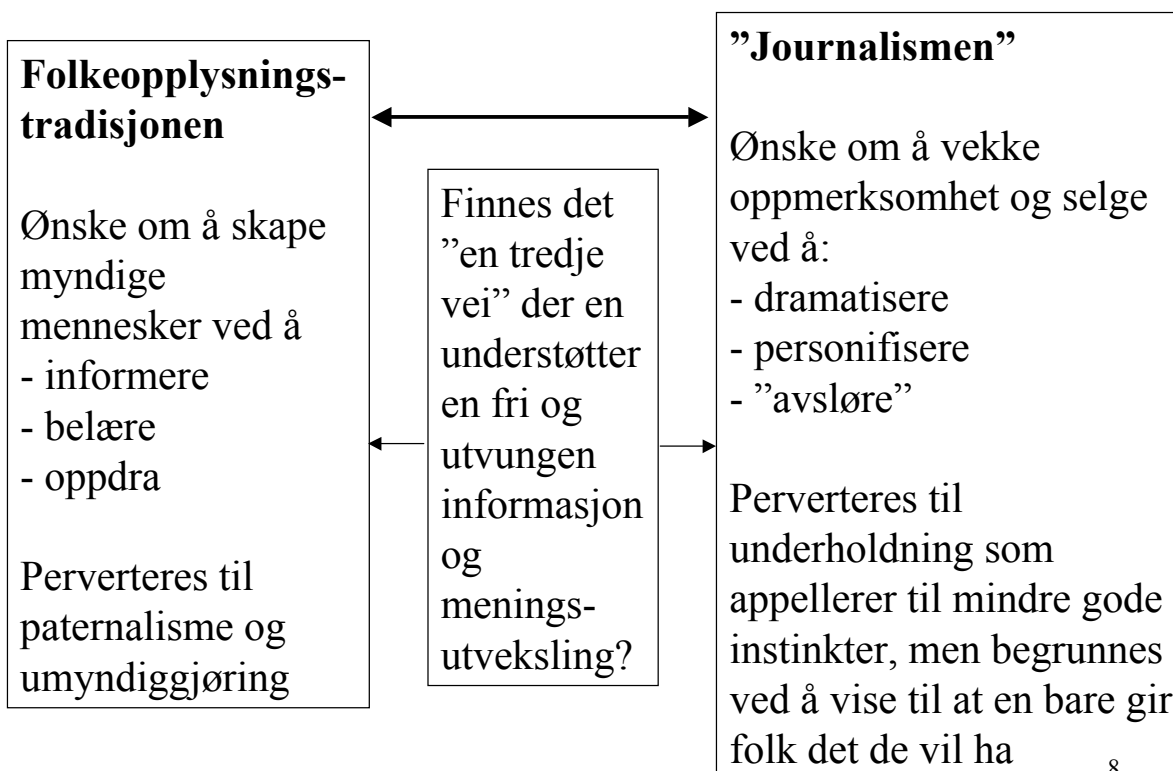 Folkeopplysnings-
tradisjonen
Ønske om å skape
myndige
mennesker ved å
- informere
- belære
- oppdra
Perverteres til
paternalisme og
umyndiggjøring
Finnes det
”en tredje
vei” der en
understøtter
en fri og
utvungen
informasjon
og
menings-
utveksling?
”Journalismen”
Ønske om å vekke
oppmerksomhet og selge
ved å:
- dramatisere
- personifisere
- ”avsløre”
Perverteres til
underholdning som
appellerer til mindre gode
instinkter, men begrunnes
ved å vise til at en bare gir
folk det de vil ha
8